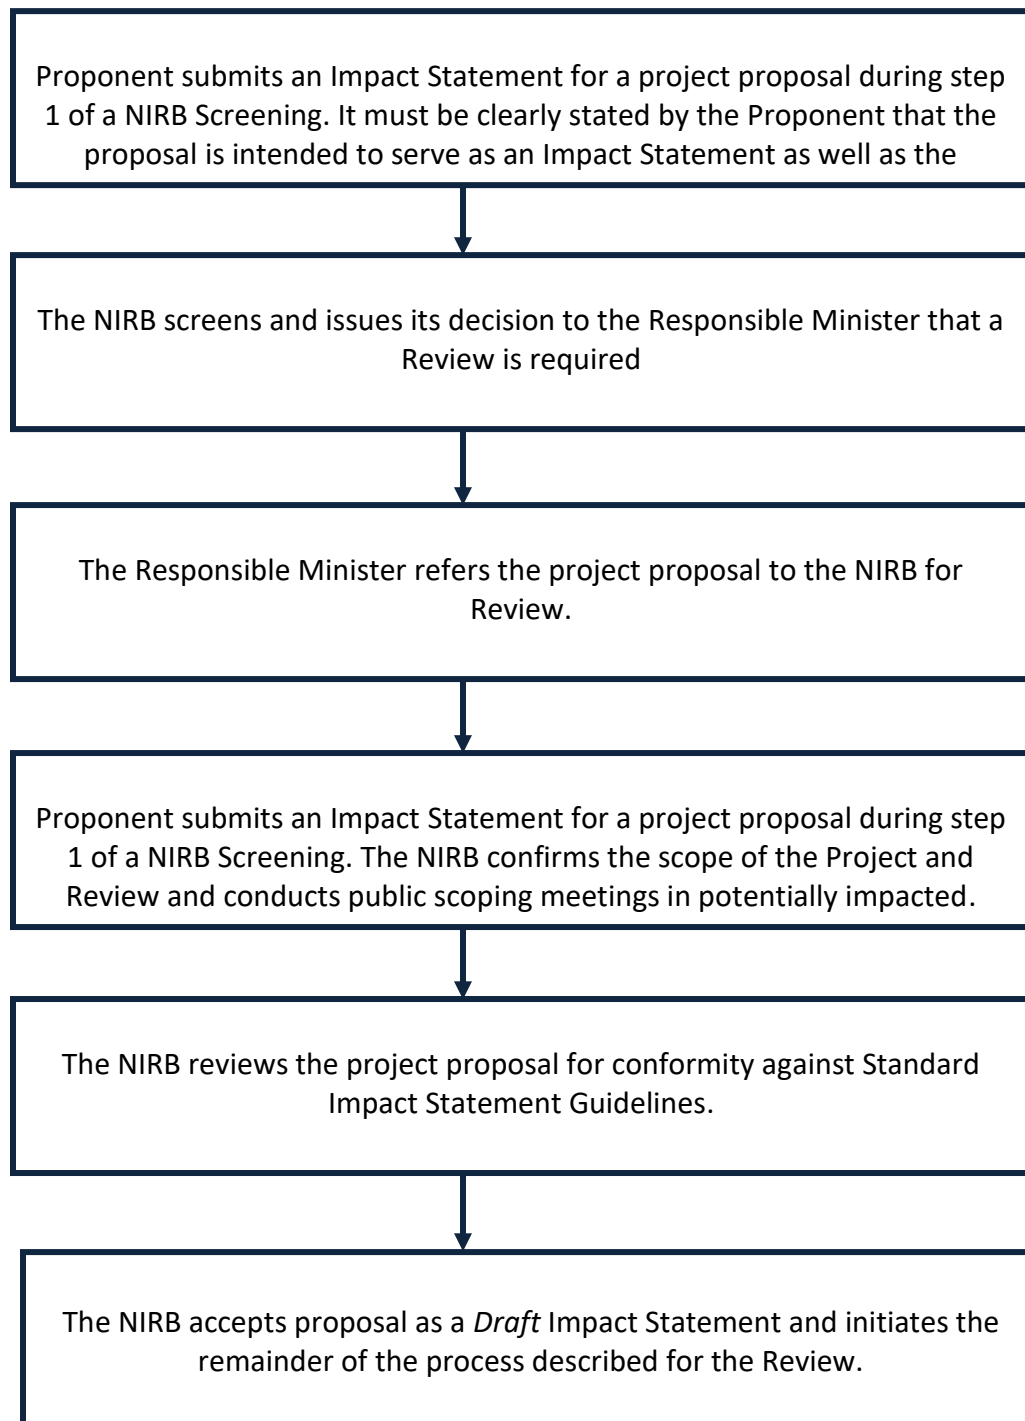 Proponent submits an Impact Statement for a project proposal during step
1 of a NIRB Screening. It must be clearly stated by the Proponent that the
proposal is intended to serve as an Impact Statement as well as the
The NIRB screens and issues its decision to the Responsible Minister that a
Review is required
The Responsible Minister refers the project proposal to the NIRB for
Review.
Proponent submits an Impact Statement for a project proposal during step
1 of a NIRB Screening. The NIRB confirms the scope of the Project and
Review and conducts public scoping meetings in potentially impacted.
The NIRB reviews the project proposal for conformity against Standard
Impact Statement Guidelines.
The NIRB accepts proposal as a Draft Impact Statement and initiates the
remainder of the process described for the Review.